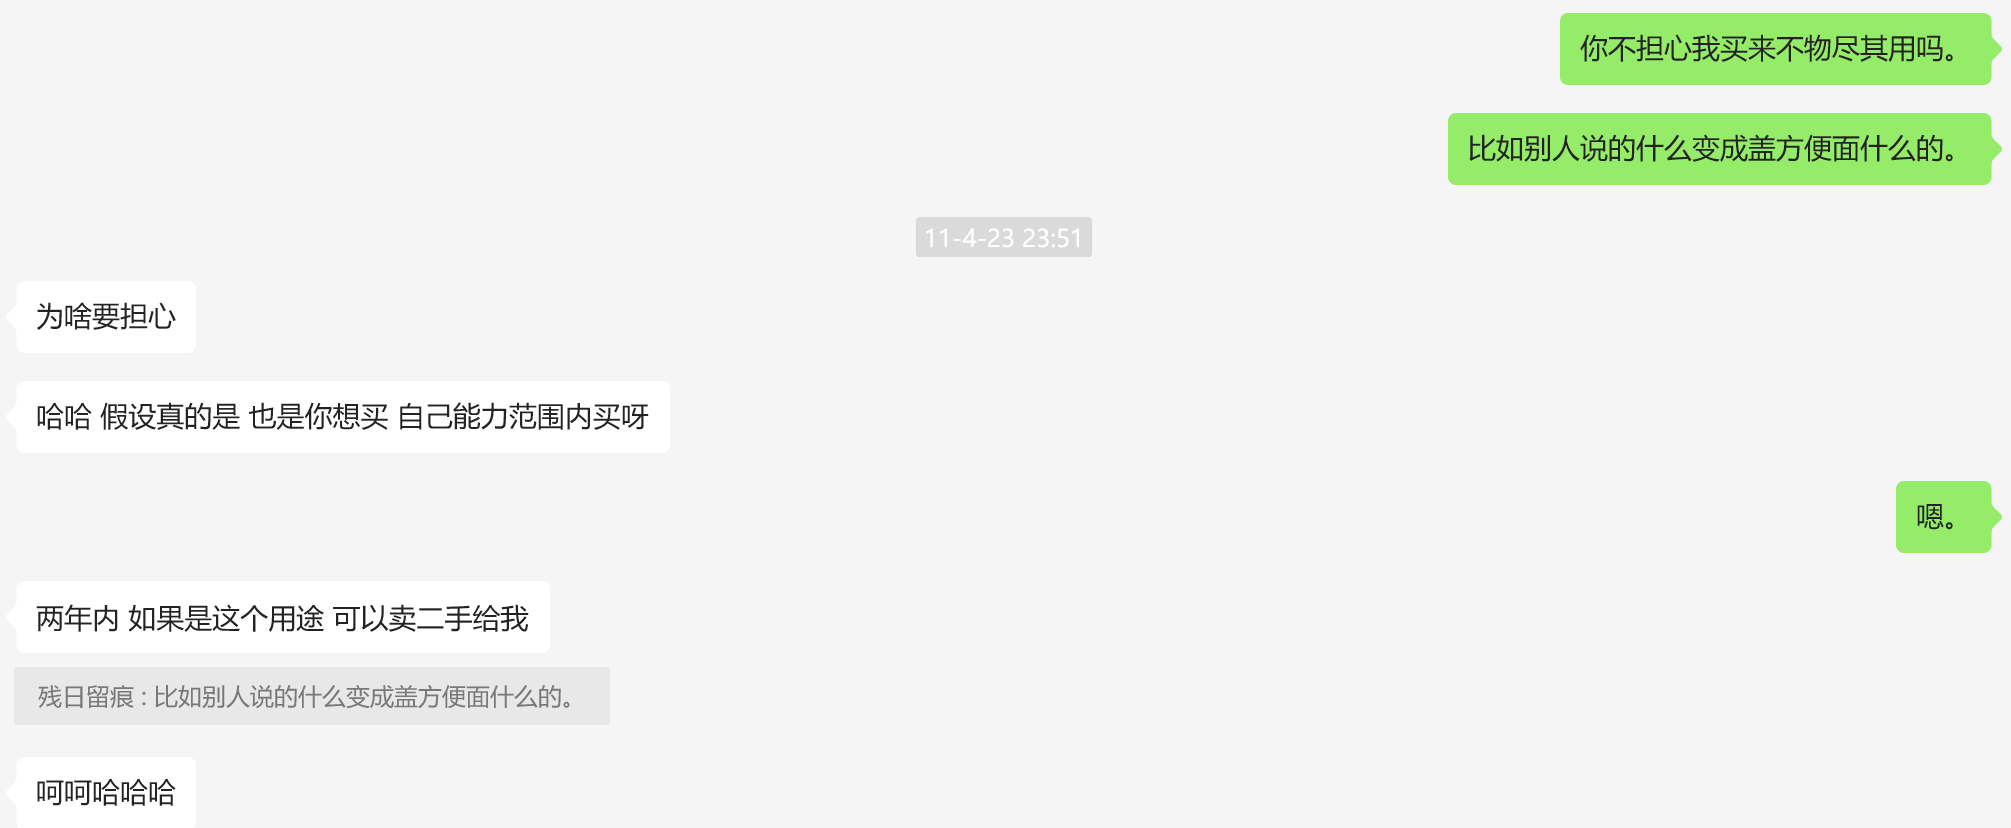 你不担心我买来不物尽其用吗。
比如别人说的什么变成盖方便面什么的。
11-4-23 23:51
为啥要担心
哈哈 假设真的是 也是你想买 自己能力范围内买呀
嗯。
两年内 如果是这个用途 可以卖二手给我
残日留痕 : 比如别人说的什么变成盖方便面什么的。
呵呵哈哈哈